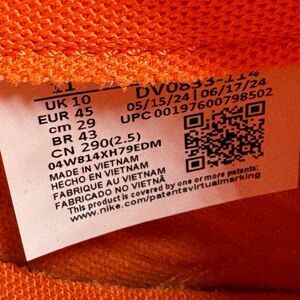 11 DV0833-114
UK 10 05/15/24 | 06/17/24
EUR 45 UPC 00197600798502
cm 29
BR 43
CN 290(2.5)
04W814XH79EDM
MADE IN VIETNAM
HECHO EN VIETNAM
FABRIQUE AU VIETNAM
FABRICADO NO VIETNÃ
This product is covered by one or more patents:
www.nike.com/patentsvirtualmarking